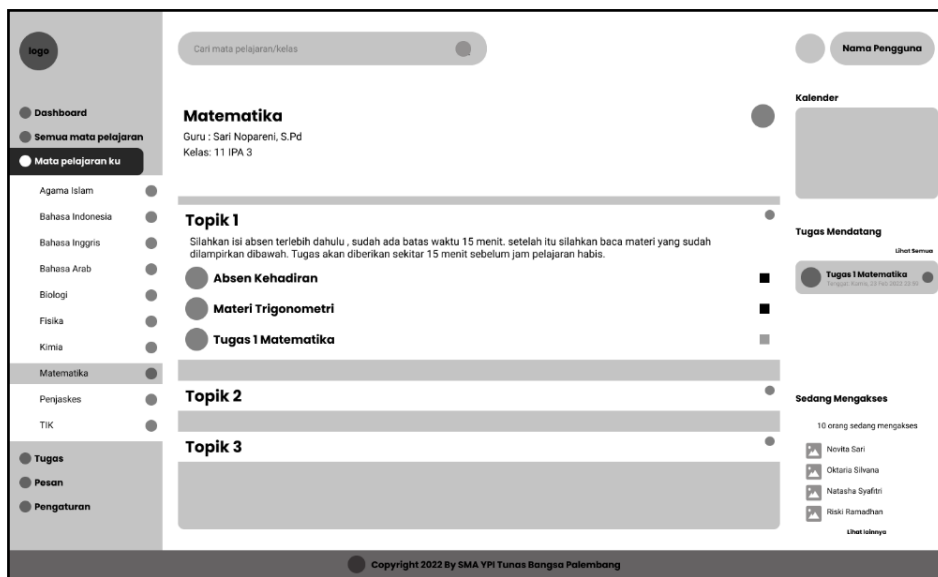 logo
Cari mata pelajaran/kelas
Nama Pengguna
Dashboard
Semua mata pelajaran
Mata pelajaran ku
Agama Islam
Bahasa Indonesia
Bahasa Inggris
Bahasa Arab
Biologi
Fisika
Kimia
Matematika
Penjaskes
TIK
Tugas
Pesan
Pengaturan
Matematika
Guru : Sari Nopareni, S.Pd
Kelas: 11 IPA 3
Topik 1
Silahkan isi absen terlebih dahulu , sudah ada batas waktu 15 menit. setelah itu silahkan baca materi yang sudah
dilampirkan dibawah. Tugas akan diberikan sekitar 15 menit sebelum jam pelajaran habis.
Absen Kehadiran
Materi Trigonometri
Tugas 1 Matematika
Topik 2
Topik 3
Kalender
Tugas Mendatang
Lihat Semua
Tugas 1 Matematika
23 Feb 2022 23:59
Sedang Mengakses
10 orang sedang mengakses
Novita Sari
Oktaria Silvana
Natasha Syafitri
Riski Ramadhan
Lihat
Copyright 2022 By SMA YPI Tunas Bangsa Palembang